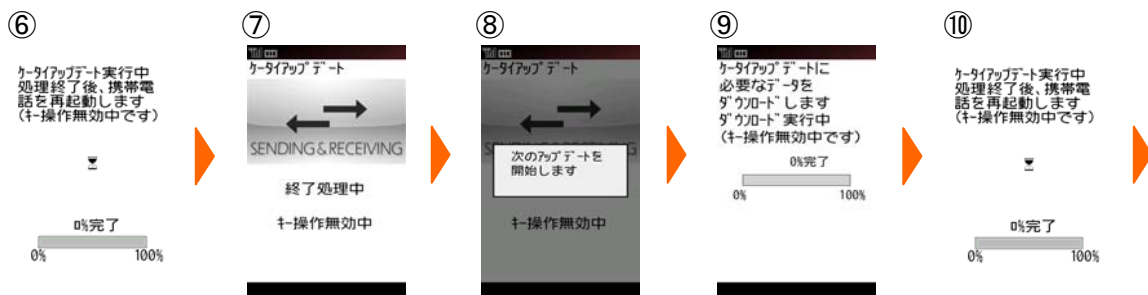 ⑥
ｹｰﾀｲｱｯﾌﾟﾃﾞｰﾄ実行中
処理終了後、携帯電
話を再起動します
(ｷｰ操作無効中です)
0%完了
0% 100%
⑦
ｹｰﾀｲｱｯﾌﾟﾃﾞｰﾄ
SENDING&RECEIVING
終了処理中
ｷｰ操作無効中
⑧
ｹｰﾀｲｱｯﾌﾟﾃﾞｰﾄ
次のｱｯﾌﾟﾃﾞｰﾄを
開始します
ｷｰ操作無効中
⑨
ｹｰﾀｲｱｯﾌﾟﾃﾞｰﾄに
必要なﾃﾞｰﾀを
ﾀﾞｳﾝﾛｰﾄﾞします
ﾀﾞｳﾝﾛｰﾄﾞ実行中
(ｷｰ操作無効中です)
0%完了
0% 100%
⑩
ｹｰﾀｲｱｯﾌﾟﾃﾞｰﾄ実行中
処理終了後、携帯電
話を再起動します
(ｷｰ操作無効中です)
0%完了
0% 100%